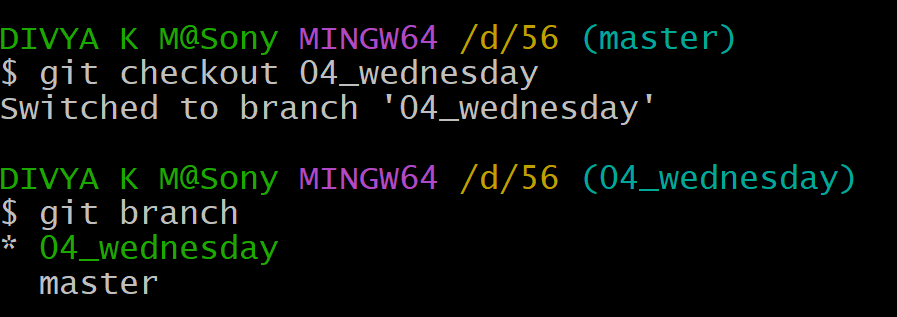 DIVYA K M@Sony MINGW64 /d/56 (master)
$ git checkout 04_wednesday
Switched to branch '04_wednesday'
DIVYA K M@Sony MINGW64 /d/56 (04_wednesday)
$ git branch
* 04_wednesday
  master